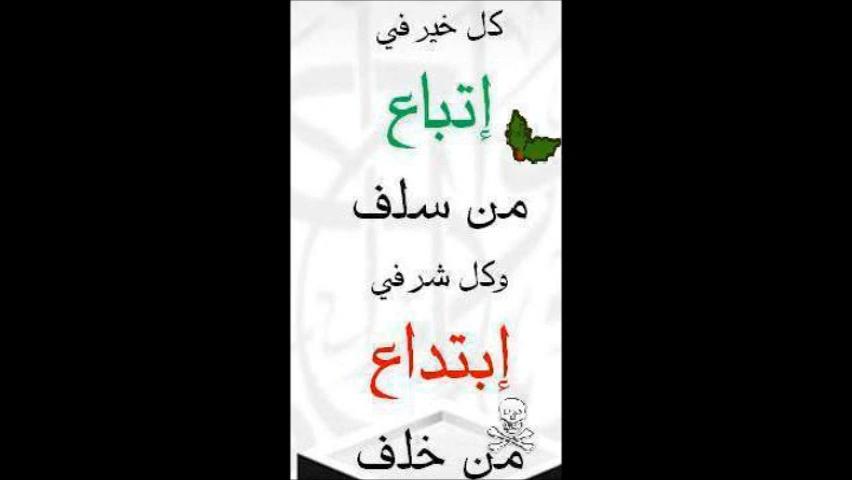 كل خير في
إتباع
من سلف
وكل شر في
إبتداع
من خلف